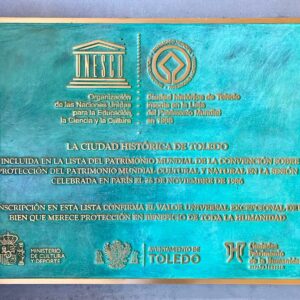 UNESCO
Organización
de las Naciones Unidas
para la Educación,
la Ciencia y la Cultura
Ciudad histórica de Toledo
inscrita en la Lista
del Patrimonio Mundial
en 1986
LA CIUDAD HISTÓRICA DE TOLEDO
INCLUIDA EN LA LISTA DEL PATRIMONIO MUNDIAL DE LA CONVENCIÓN SOBRE
PROTECCIÓN DEL PATRIMONIO MUNDIAL CULTURAL Y NATURAL EN LA SESIÓN
CELEBRADA EN PARÍS EL 26 DE NOVIEMBRE DE 1986
INSCRIPCIÓN EN ESTA LISTA CONFIRMA EL VALOR UNIVERSAL EXCEPCIONAL DE
BIEN QUE MERECE PROTECCIÓN EN BENEFICIO DE TODA LA HUMANIDAD
MINISTERIO
DE CULTURA
Y DEPORTE
AYUNTAMIENTO DE
TOLEDO
Ciudades
Patrimonio
de la Humanidad